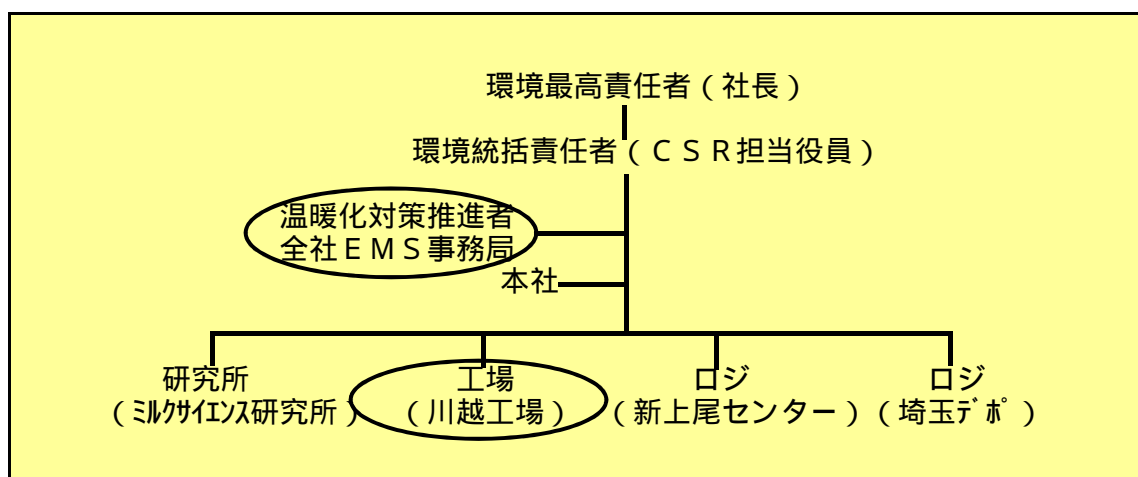 環境最高責任者（社長）
環境統括責任者（ＣＳＲ担当役員）
温暖化対策推進者
全社ＥＭＳ事務局
本社
研究所
（ﾐﾙｸｻｲｴﾝｽ研究所）
工場
（川越工場）
ロジ
（新上尾センター）
ロジ
（埼玉ﾃﾞﾎﾟ）